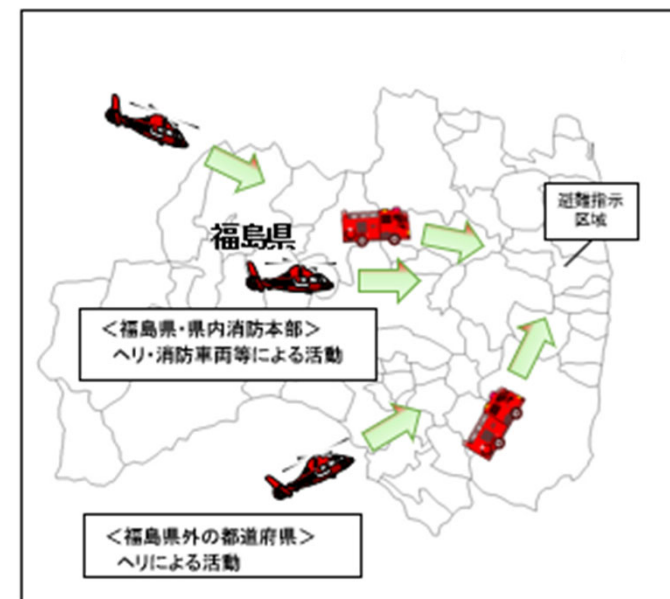 避難指示
区域
福島県
<福島県・県内消防本部>
ヘリ・消防車両等による活動
<福島県外の都道府県>
ヘリによる活動